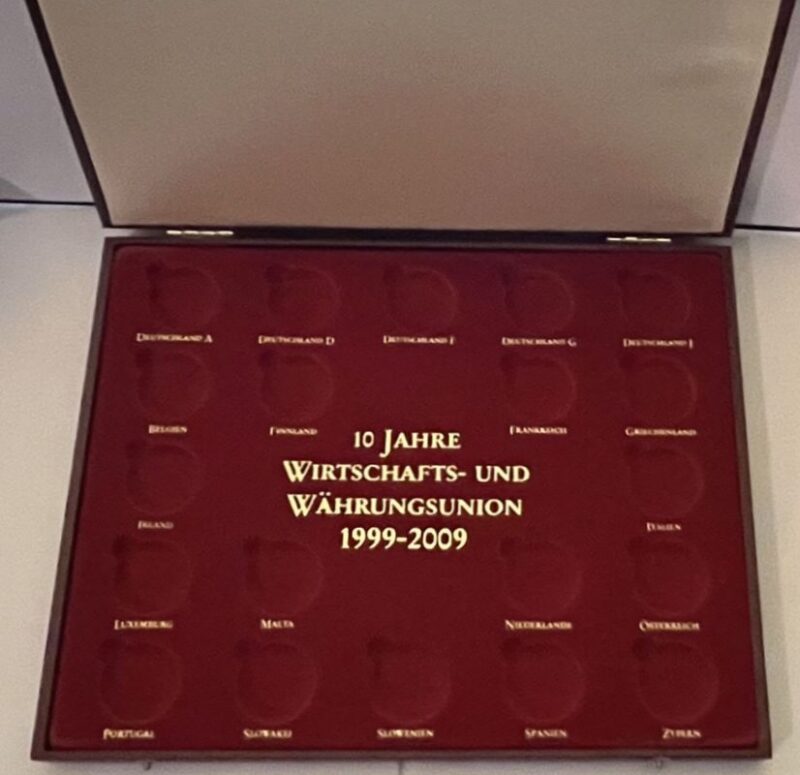 DEUTSCHLAND A
DEUTSCHLAND D
DEUTSCHLAND F
DEUTSCHLAND G
DEUTSCHLAND J
BELGIEN
FINNLAND
FRANKREICH
GRIECHENLAND
10 JAHRE
WIRTSCHAFTS- UND
WÄHRUNGSUNION
1999-2009
IRLAND
ITALIEN
LUXEMBURG
MALTA
NIEDERLANDE
ÖSTERREICH
PORTUGAL
SLOWAKEI
SLOWENIEN
SPANIEN
ZYPERN